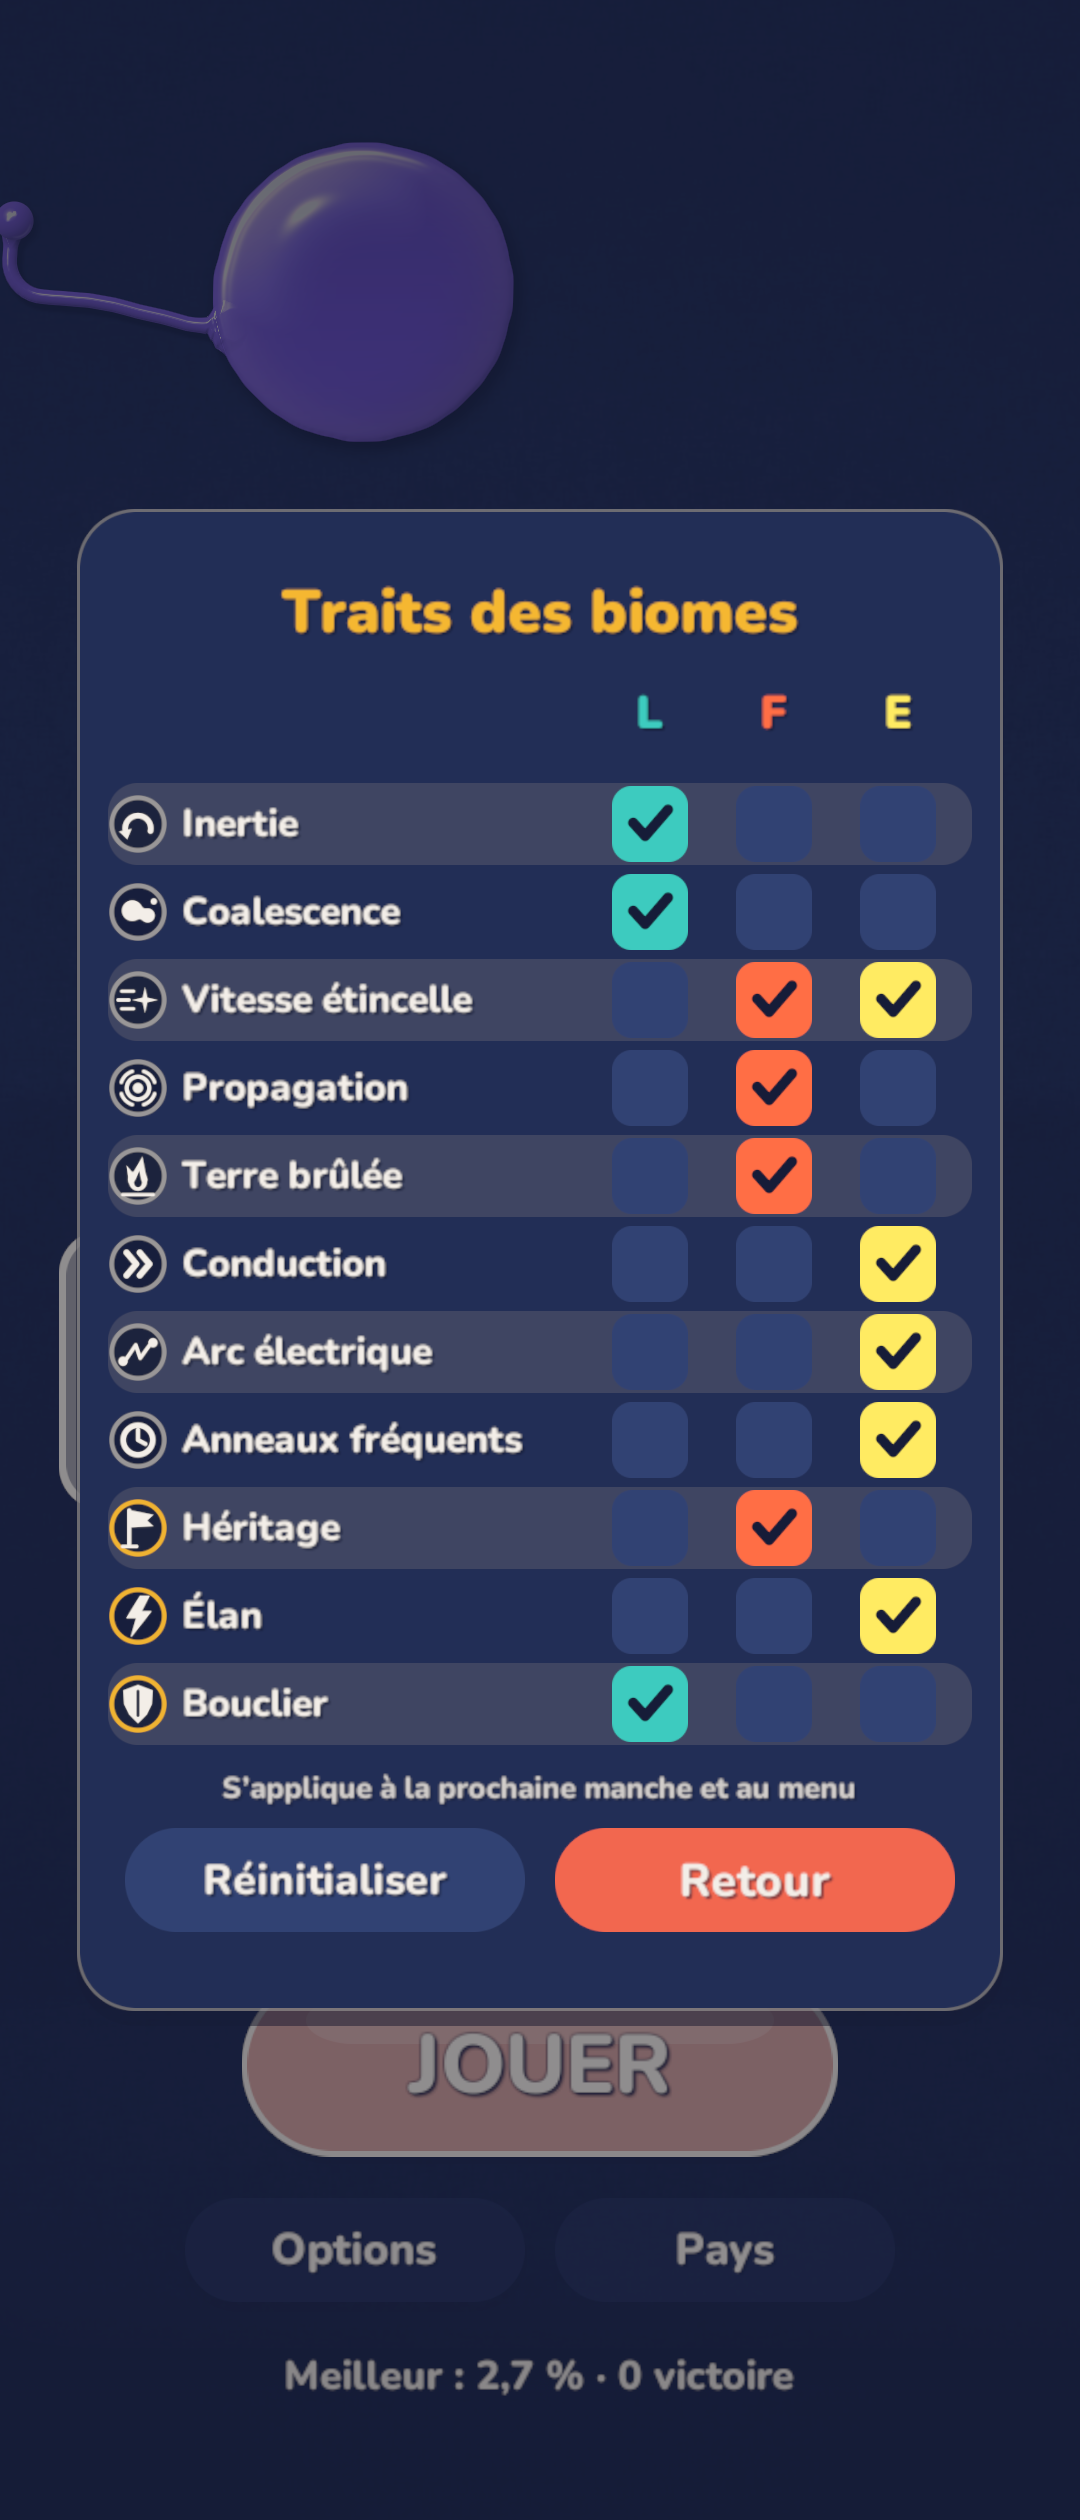 Traits des biomes
L F E
Inertie
Coalescence
Vitesse étincelle
Propagation
Terre brûlée
Conduction
Arc électrique
Anneaux fréquents
Héritage
Élan
Bouclier
S’applique à la prochaine manche et au menu
Réinitialiser Retour
JOUER
Options Pays
Meilleur : 2,7 % · 0 victoire